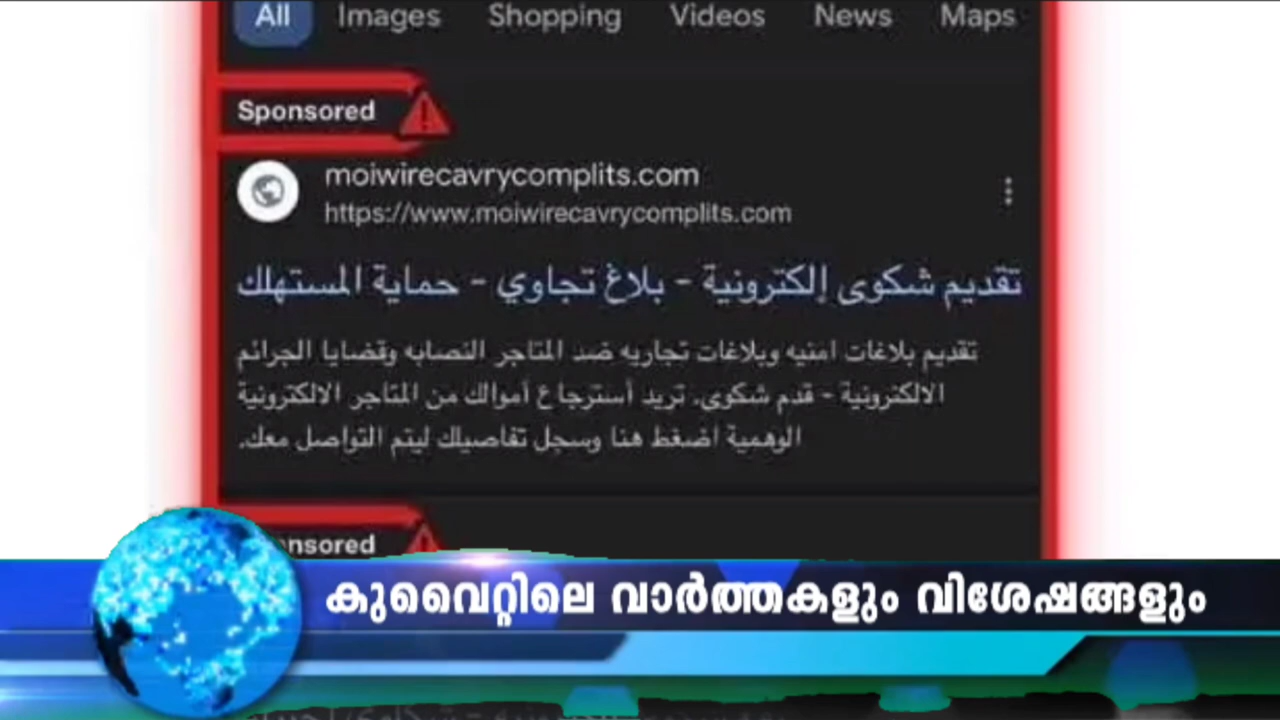 All Images Shopping Videos News Maps
Sponsored
moiwirecavrycomplits.com
https://www.moiwirecavrycomplits.com
تقديم شكوى إلكترونية - بلاغ تجاوي - حماية المستهلك
تقديم بلاغات امنيه وبلاغات تجاريه ضد المتاجر النصابه وقضايا الجرائم
الالكترونية - قدم شكوى. تريد أسترجاع أموالك من المتاجر الالكترونية
الوهمية اضغط هنا وسجل تفاصيلك ليتم التواصل معك.
nsored
കുവൈറ്റിലെ വാർത്തകളും വിശേഷങ്ങളും